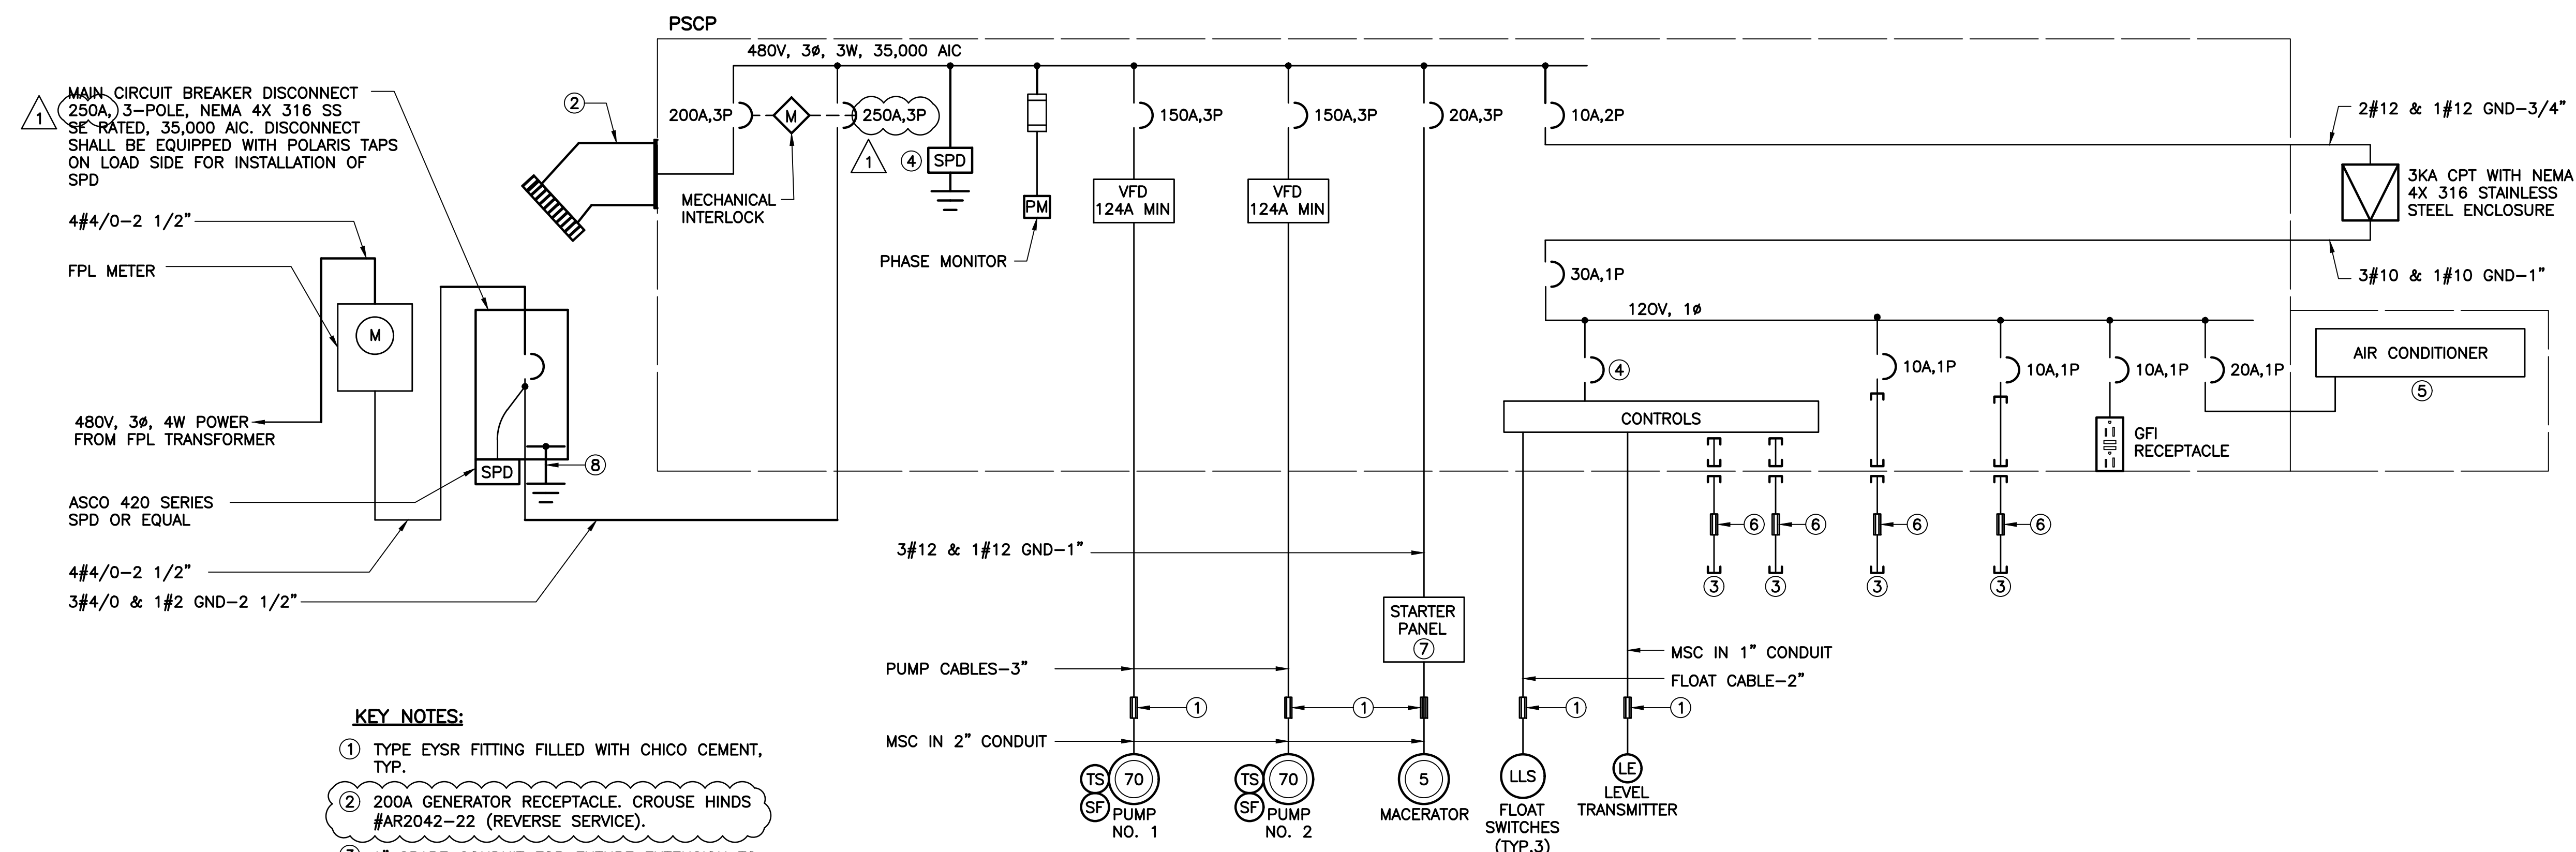 PSCP
480V, 3ø, 3W, 35,000 AIC
1
MAIN CIRCUIT BREAKER DISCONNECT
250A, 3-POLE, NEMA 4X 316 SS
SE RATED, 35,000 AIC. DISCONNECT
SHALL BE EQUIPPED WITH POLARIS TAPS
ON LOAD SIDE FOR INSTALLATION OF
SPD
4#4/0-2 1/2"
FPL METER
M
480V, 3ø, 4W POWER
FROM FPL TRANSFORMER
SPD
8
ASCO 420 SERIES
SPD OR EQUAL
4#4/0-2 1/2"
3#4/0 & 1#2 GND-2 1/2"
2
200A,3P
M
250A,3P
1
MECHANICAL
INTERLOCK
4
SPD
PM
PHASE MONITOR
150A,3P
VFD
124A MIN
150A,3P
VFD
124A MIN
20A,3P
10A,2P
2#12 & 1#12 GND-3/4"
3KA CPT WITH NEMA
4X 316 STAINLESS
STEEL ENCLOSURE
3#10 & 1#10 GND-1"
30A,1P
120V, 1ø
4
10A,1P
10A,1P
10A,1P
20A,1P
AIR CONDITIONER
5
CONTROLS
GFI
RECEPTACLE
6
6
6
6
3
3
3
3
3#12 & 1#12 GND-1"
STARTER
PANEL
7
PUMP CABLES-3"
MSC IN 1" CONDUIT
FLOAT CABLE-2"
1
1
1
1
MSC IN 2" CONDUIT
TS
SF
70
PUMP
NO. 1
TS
SF
70
PUMP
NO. 2
5
MACERATOR
LLS
FLOAT
SWITCHES
(TYP.3)
LE
LEVEL
TRANSMITTER
KEY NOTES:
1 TYPE EYSR FITTING FILLED WITH CHICO CEMENT,
TYP.
2 200A GENERATOR RECEPTACLE. CROUSE HINDS
#AR2042-22 (REVERSE SERVICE).